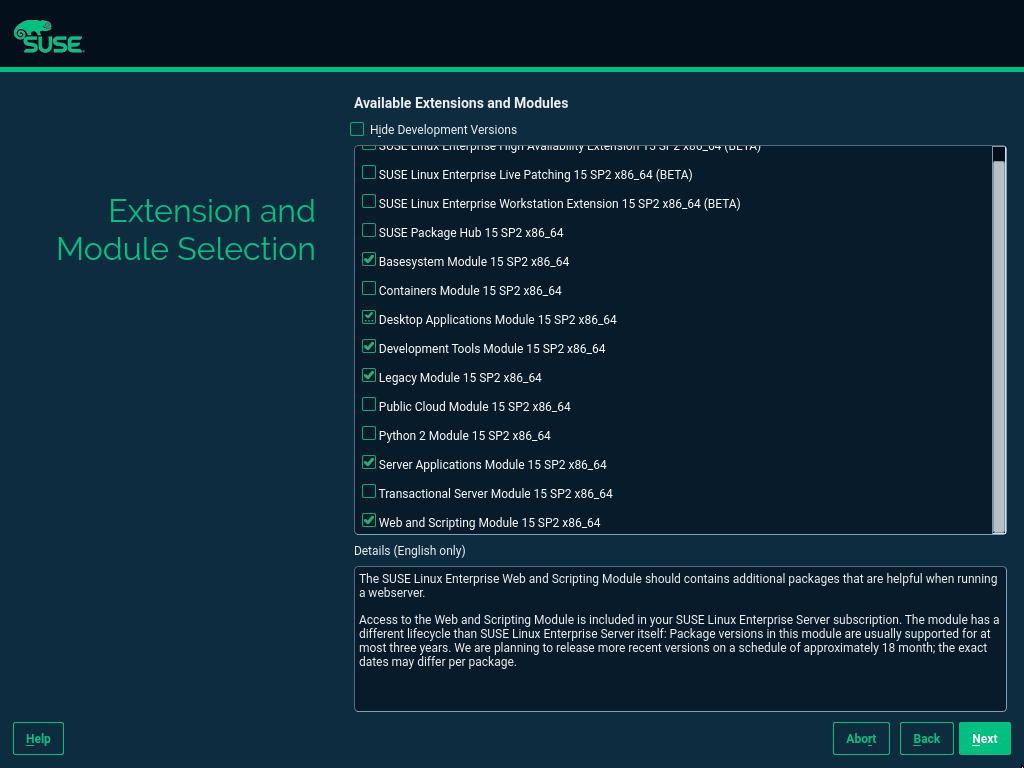 SUSE
Available Extensions and Modules
Hide Development Versions
Extension and
Module Selection
SUSE Linux Enterprise High Availability Extension 15 SP2 x86_64 (BETA)
SUSE Linux Enterprise Live Patching 15 SP2 x86_64 (BETA)
SUSE Linux Enterprise Workstation Extension 15 SP2 x86_64 (BETA)
SUSE Package Hub 15 SP2 x86_64
Basesystem Module 15 SP2 x86_64
Containers Module 15 SP2 x86_64
Desktop Applications Module 15 SP2 x86_64
Development Tools Module 15 SP2 x86_64
Legacy Module 15 SP2 x86_64
Public Cloud Module 15 SP2 x86_64
Python 2 Module 15 SP2 x86_64
Server Applications Module 15 SP2 x86_64
Transactional Server Module 15 SP2 x86_64
Web and Scripting Module 15 SP2 x86_64
Details (English only)
The SUSE Linux Enterprise Web and Scripting Module should contains additional packages that are helpful when running
a webserver.
Access to the Web and Scripting Module is included in your SUSE Linux Enterprise Server subscription. The module has a
different lifecycle than SUSE Linux Enterprise Server itself: Package versions in this module are usually supported for at
most three years. We are planning to release more recent versions on a schedule of approximately 18 month; the exact
dates may differ per package.
Help
Abort
Back
Next